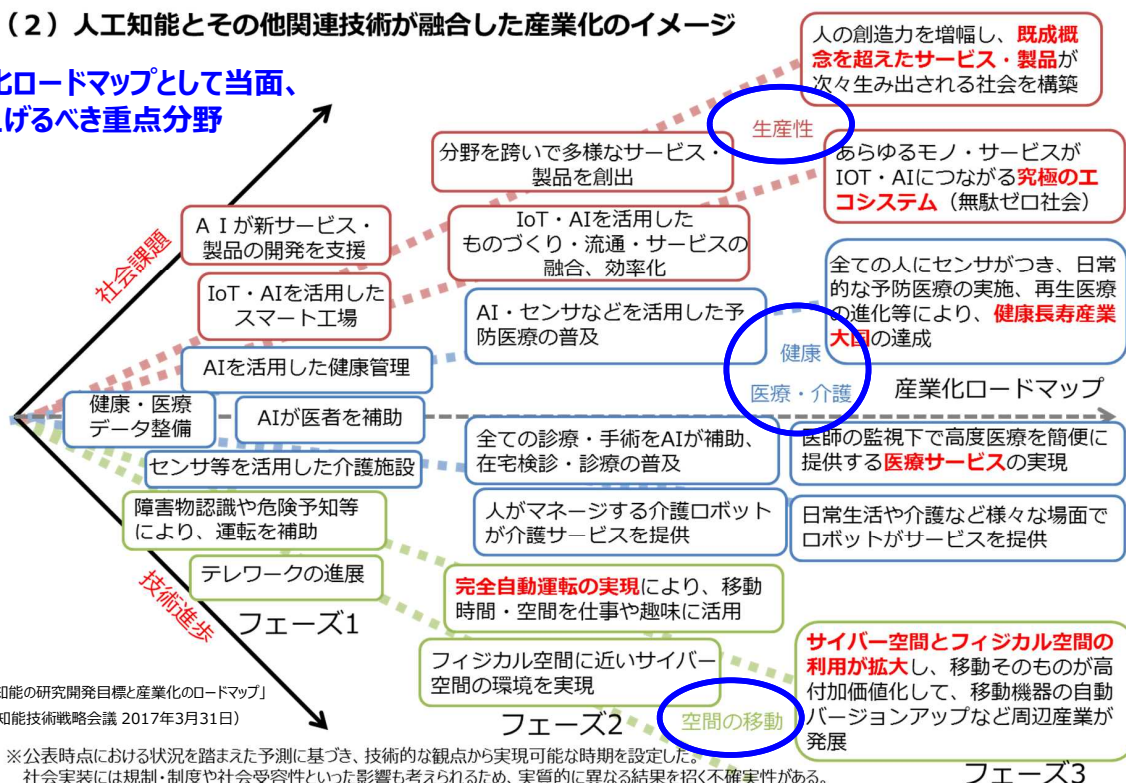 （２）人工知能とその他関連技術が融合した産業化のイメージ
化ロードマップとして当面、
上げるべき重点分野
人の創造力を増幅し、既成概
念を超えたサービス・製品が
次々生み出される社会を構築
生産性
分野を跨いで多様なサービス・
製品を創出
あらゆるモノ・サービスが
IOT・AIにつながる究極のエ
コシステム（無駄ゼロ社会）
社会課題
ＡＩが新サービス・
製品の開発を支援
IoT・AIを活用した
ものづくり・流通・サービスの
融合、効率化
IoT・AIを活用した
スマート工場
AI・センサなどを活用した予
防医療の普及
全ての人にセンサがつき、日常
的な予防医療の実施、再生医療
の進化等により、健康長寿産業
大国の達成
AIを活用した健康管理
健康
医療・介護
産業化ロードマップ
健康・医療
データ整備
AIが医者を補助
全ての診療・手術をAIが補助、
在宅検診・診療の普及
医師の監視下で高度医療を簡便に
提供する医療サービスの実現
センサ等を活用した介護施設
障害物認識や危険予知等
により、運転を補助
人がマネージする介護ロボット
が介護サービスを提供
日常生活や介護など様々な場面で
ロボットがサービスを提供
テレワークの進展
技術進歩
フェーズ1
完全自動運転の実現により、移動
時間・空間を仕事や趣味に活用
フィジカル空間に近いサイバー
空間の環境を実現
サイバー空間とフィジカル空間の
利用が拡大し、移動そのものが高
付加価値化して、移動機器の自動
バージョンアップなど周辺産業が
発展
フェーズ2
空間の移動
フェーズ3
知能の研究開発目標と産業化のロードマップ」
知能技術戦略会議 2017年3月31日）
※公表時点における状況を踏まえた予測に基づき、技術的な観点から実現可能な時期を設定した。
社会実装には規制・制度や社会受容性といった影響も考えられるため、実質的に異なる結果を招く不確実性がある。